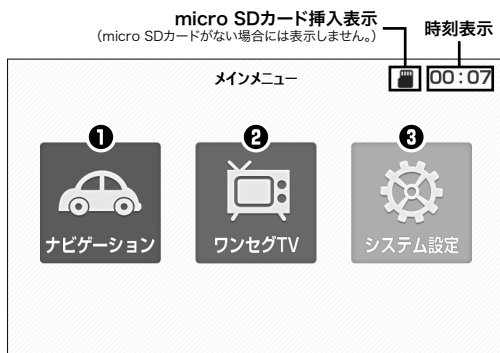 micro SDカード挿入表示
（micro SDカードがない場合には表示しません。）
時刻表示
メインメニュー
00：07
❶
❷
❸
ナビゲーション
ワンセグTV
システム設定